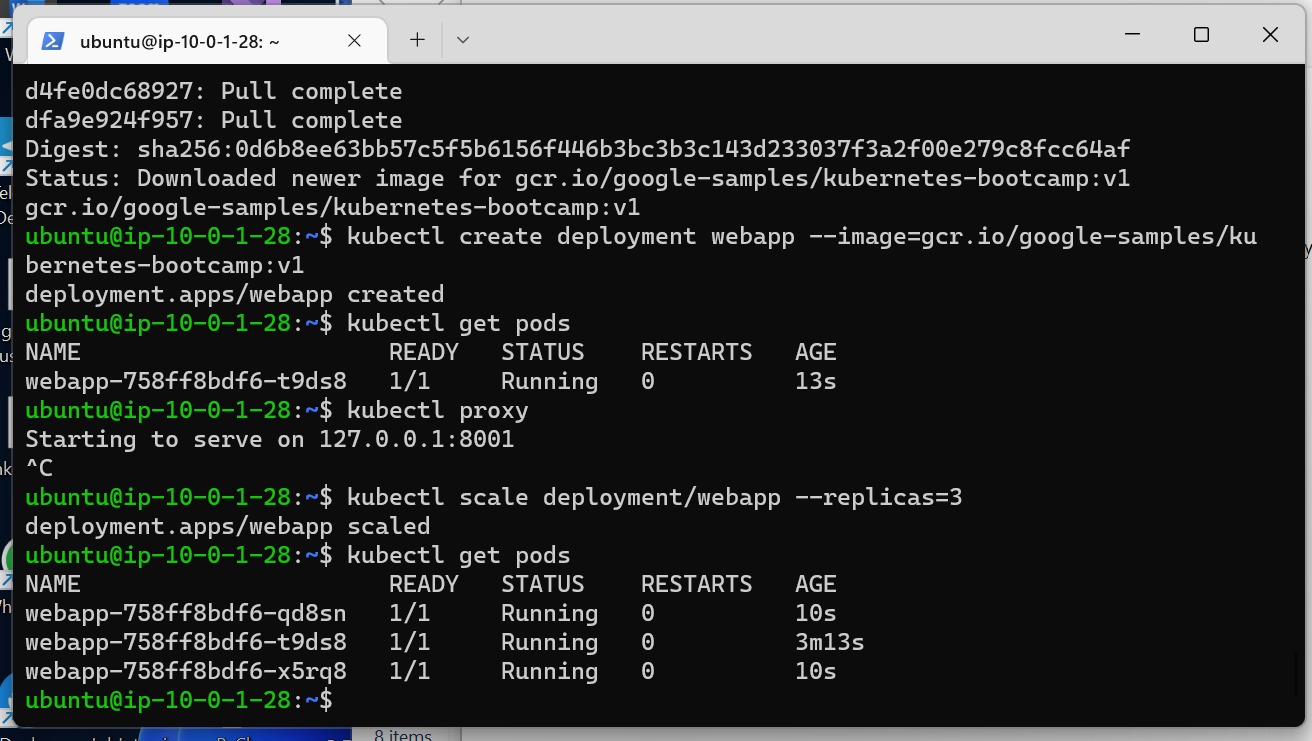 ubuntu@ip-10-0-1-28: ~
d4fe0dc68927: Pull complete
dfa9e924f957: Pull complete
Digest: sha256:0d6b8ee63bb57c5f5b6156f446b3bc3b3c143d233037f3a2f00e279c8fcc64af
Status: Downloaded newer image for gcr.io/google-samples/kubernetes-bootcamp:v1
gcr.io/google-samples/kubernetes-bootcamp:v1
ubuntu@ip-10-0-1-28:~$ kubectl create deployment webapp --image=gcr.io/google-samples/ku
bernetes-bootcamp:v1
deployment.apps/webapp created
ubuntu@ip-10-0-1-28:~$ kubectl get pods
NAME READY STATUS RESTARTS AGE
webapp-758ff8bdf6-t9ds8 1/1 Running 0 13s
ubuntu@ip-10-0-1-28:~$ kubectl proxy
Starting to serve on 127.0.0.1:8001
^C
ubuntu@ip-10-0-1-28:~$ kubectl scale deployment/webapp --replicas=3
deployment.apps/webapp scaled
ubuntu@ip-10-0-1-28:~$ kubectl get pods
NAME READY STATUS RESTARTS AGE
webapp-758ff8bdf6-qd8sn 1/1 Running 0 10s
webapp-758ff8bdf6-t9ds8 1/1 Running 0 3m13s
webapp-758ff8bdf6-x5rq8 1/1 Running 0 10s
ubuntu@ip-10-0-1-28:~$
8 items